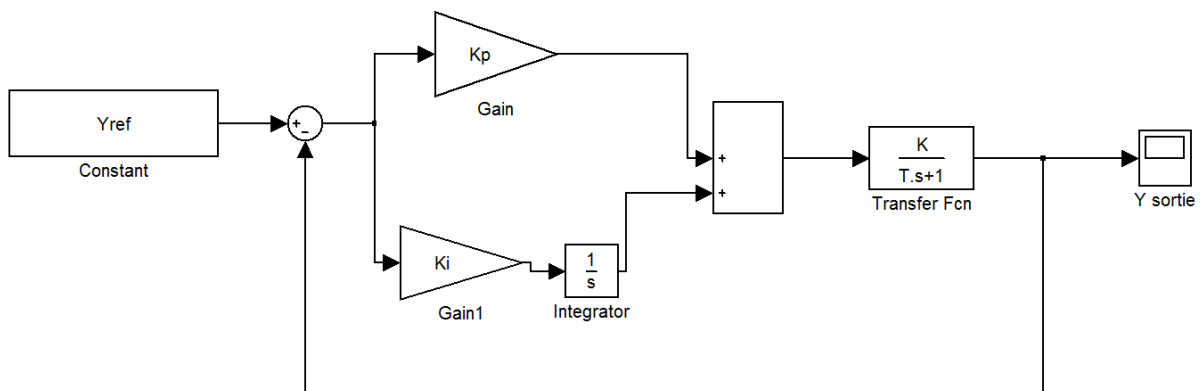 Yref
Constant
+
-
Kp
Gain
Ki
Gain1
1
s
Integrator
+
+
K
T.s+1
Transfer Fcn
Y sortie